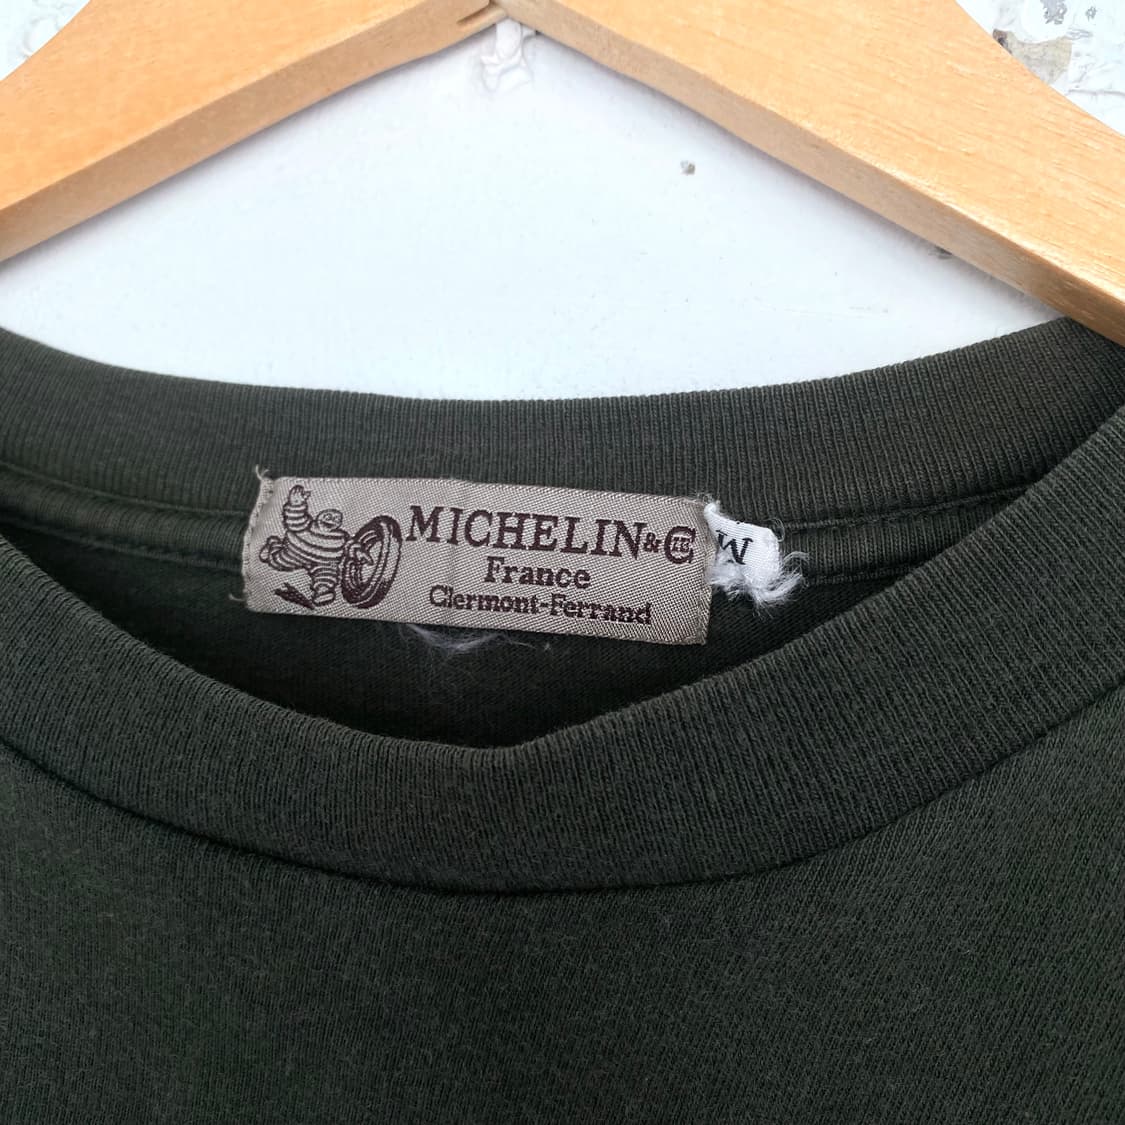 MICHELIN & CIE
France
Clermont-Ferrand
M